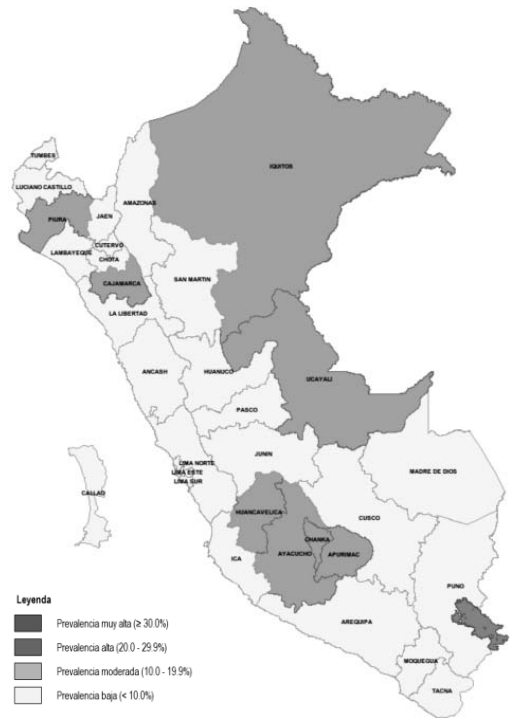 TUMBES
LUCIANO CASTILLO
PIURA
LAMBAYEQUE
JAEN
CUTERVO
CHOTA
CAJAMARCA
AMAZONAS
IQUITOS
SAN MARTIN
LA LIBERTAD
ANCASH
HUANUCO
UCAYALI
PASCO
LIMA NORTE
LIMA ESTE
LIMA SUR
CALLAO
JUNIN
MADRE DE DIOS
HUANCAVELICA
CUSCO
CHANKA
AYACUCHO
APURIMAC
ICA
PUNO
AREQUIPA
MOQUEGUA
TACNA
Leyenda
Prevalencia muy alta (≥ 30.0%)
Prevalencia alta (20.0 - 29.9%)
Prevalencia moderada (10.0 - 19.9%)
Prevalencia baja (< 10.0%)